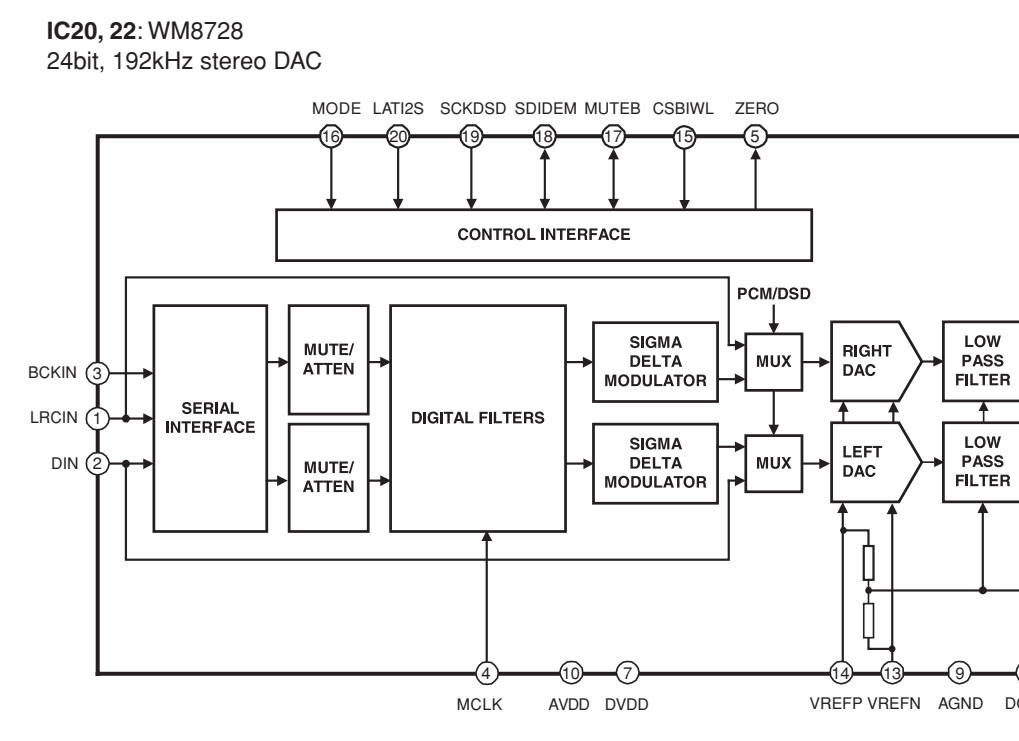 IC20, 22: WM8728
24bit, 192kHz stereo DAC
MODE LATI2S SCKDSD SDIDEM MUTEB CSBIWL ZERO
16 20 19 18 17 15 5
CONTROL INTERFACE
PCM/DSD
SERIAL
INTERFACE
MUTE/
ATTEN
MUTE/
ATTEN
DIGITAL FILTERS
SIGMA
DELTA
MODULATOR
SIGMA
DELTA
MODULATOR
MUX
MUX
RIGHT
DAC
LEFT
DAC
LOW
PASS
FILTER
LOW
PASS
FILTER
BCKIN 3
LRCIN 1
DIN 2
4 10 7 14 13 9
MCLK AVDD DVDD VREFP VREFN AGND